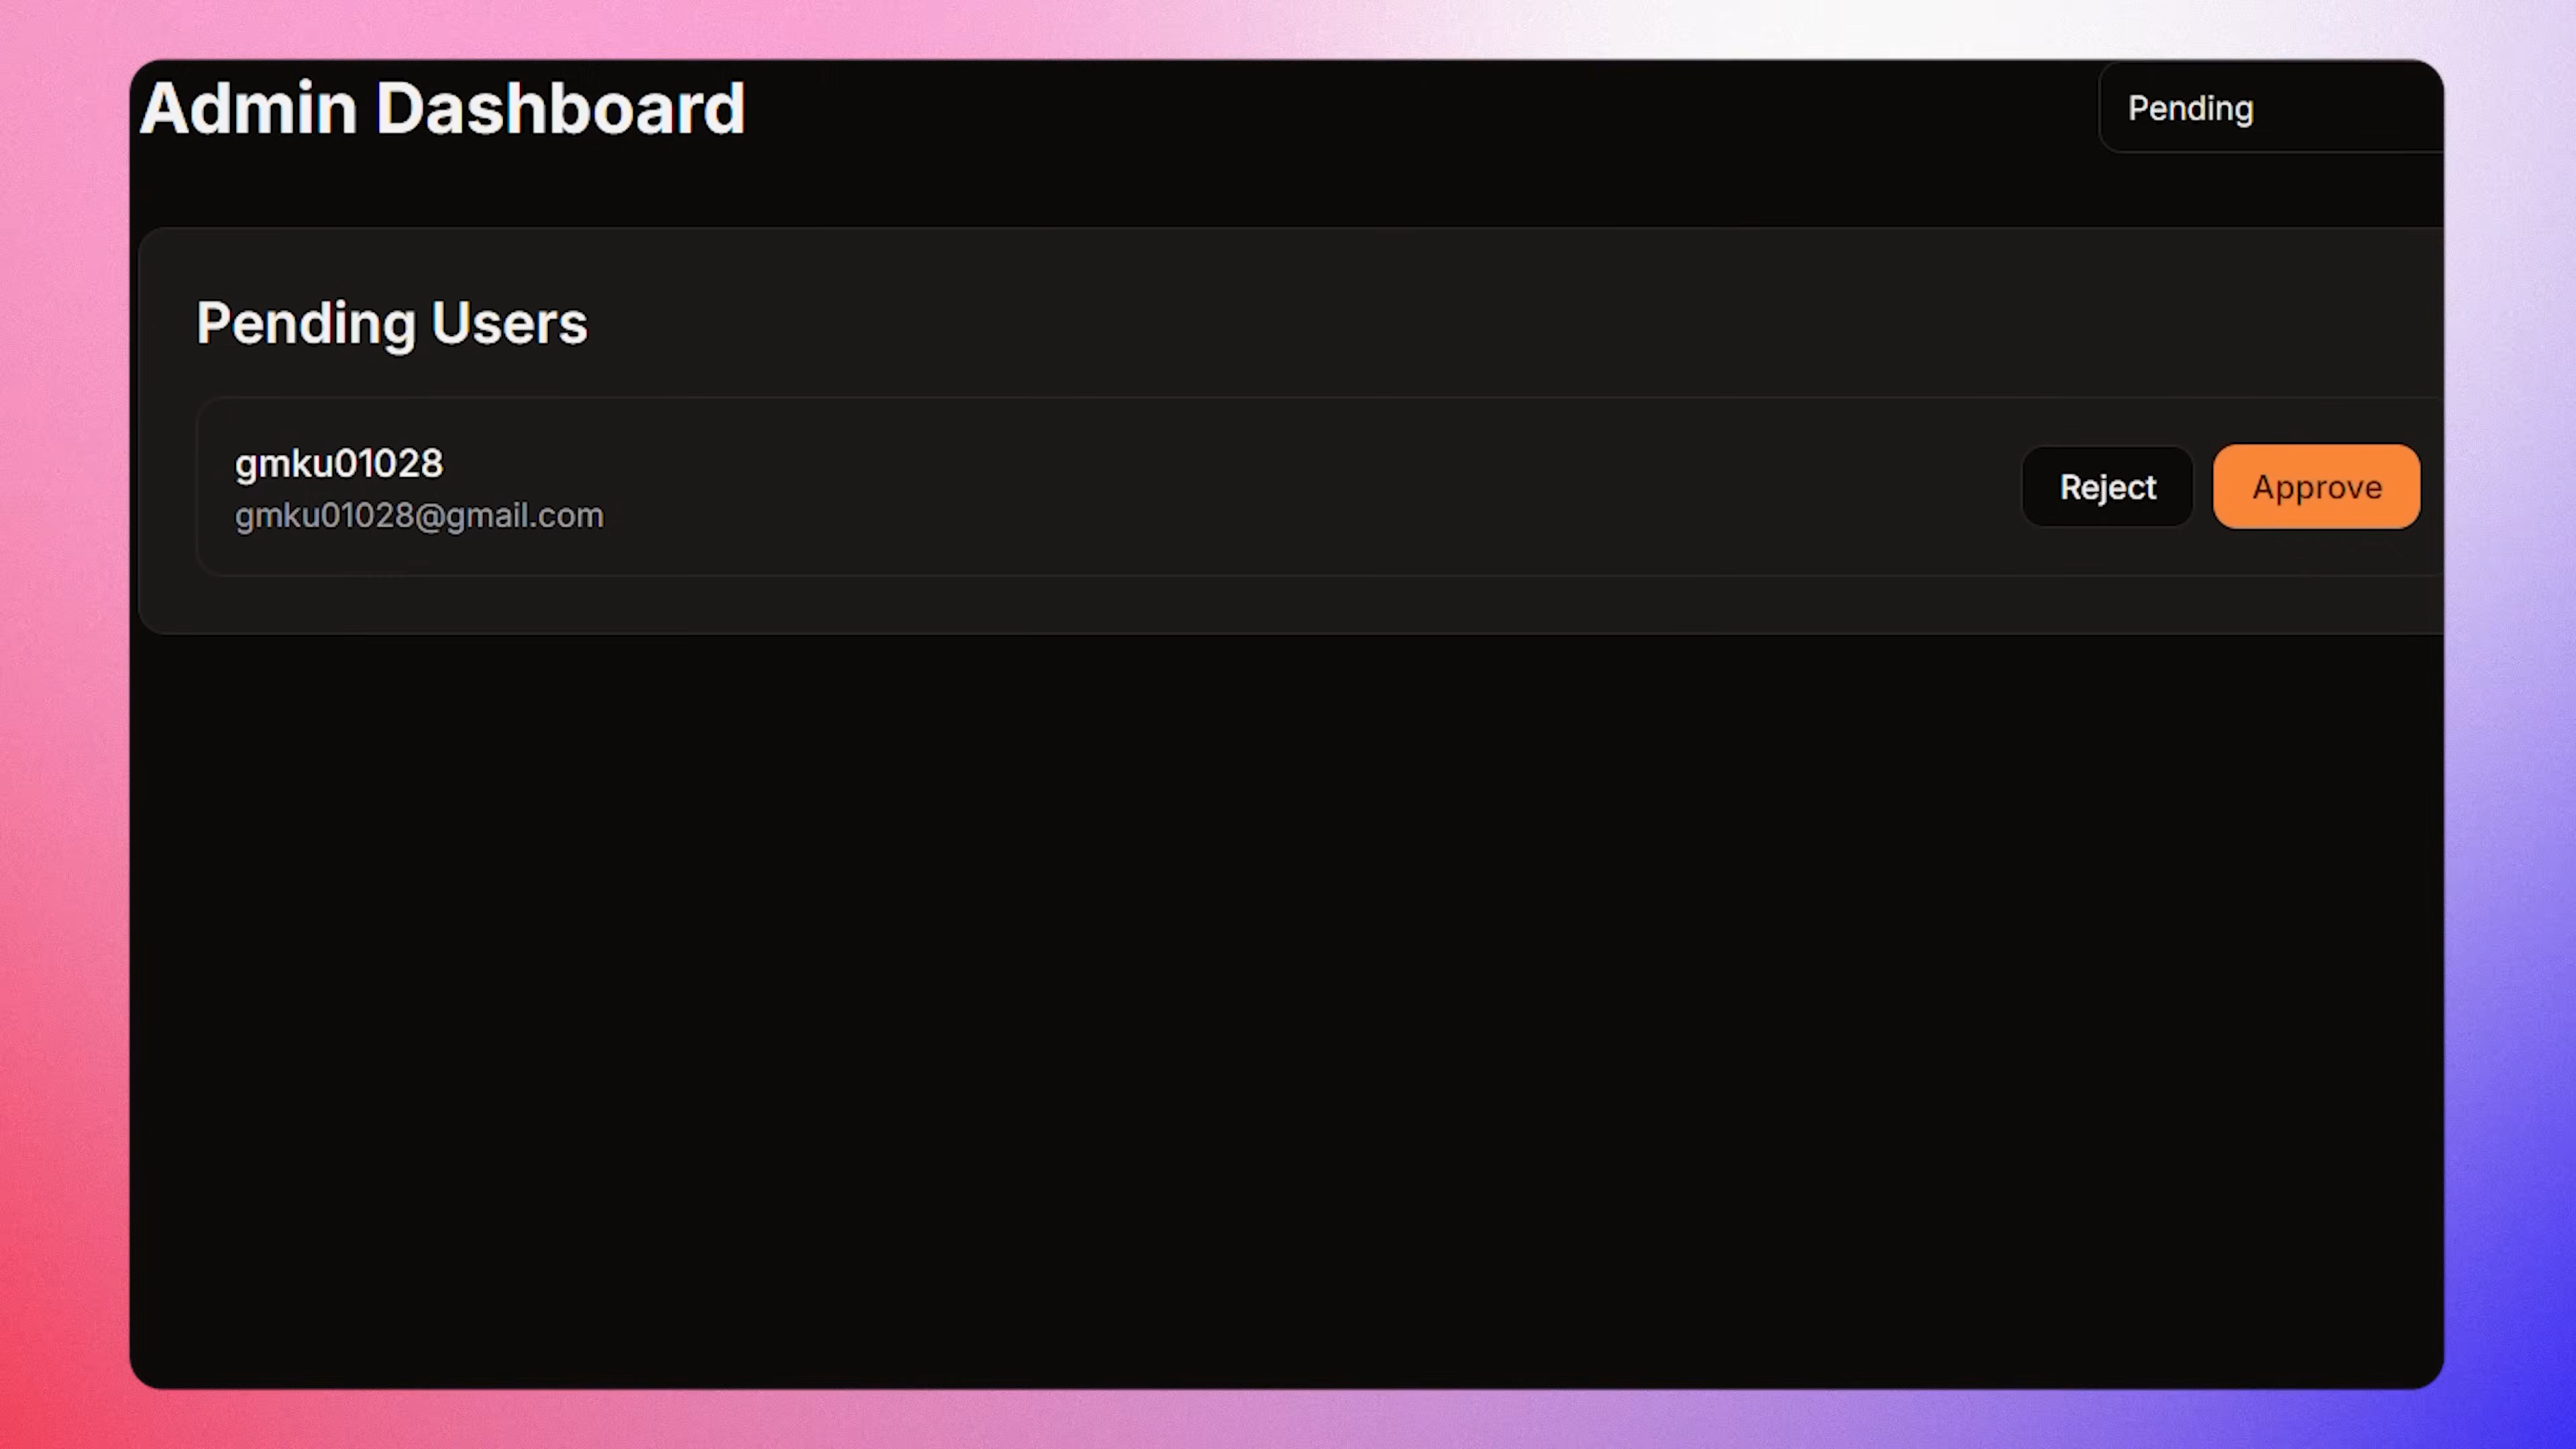 Admin Dashboard
Pending
Pending Users
gmku01028
gmku01028@gmail.com
Reject
Approve